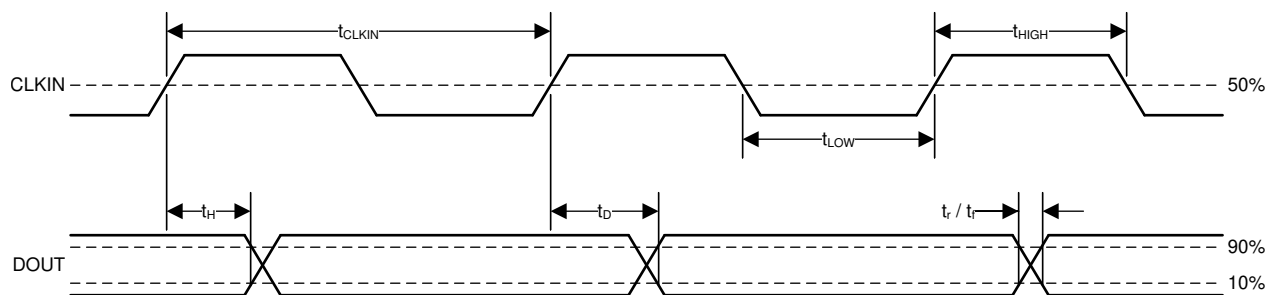 tCLKIN
tHIGH
CLKIN
50%
tLOW
tH
tD
tr / tf
90%
DOUT
10%